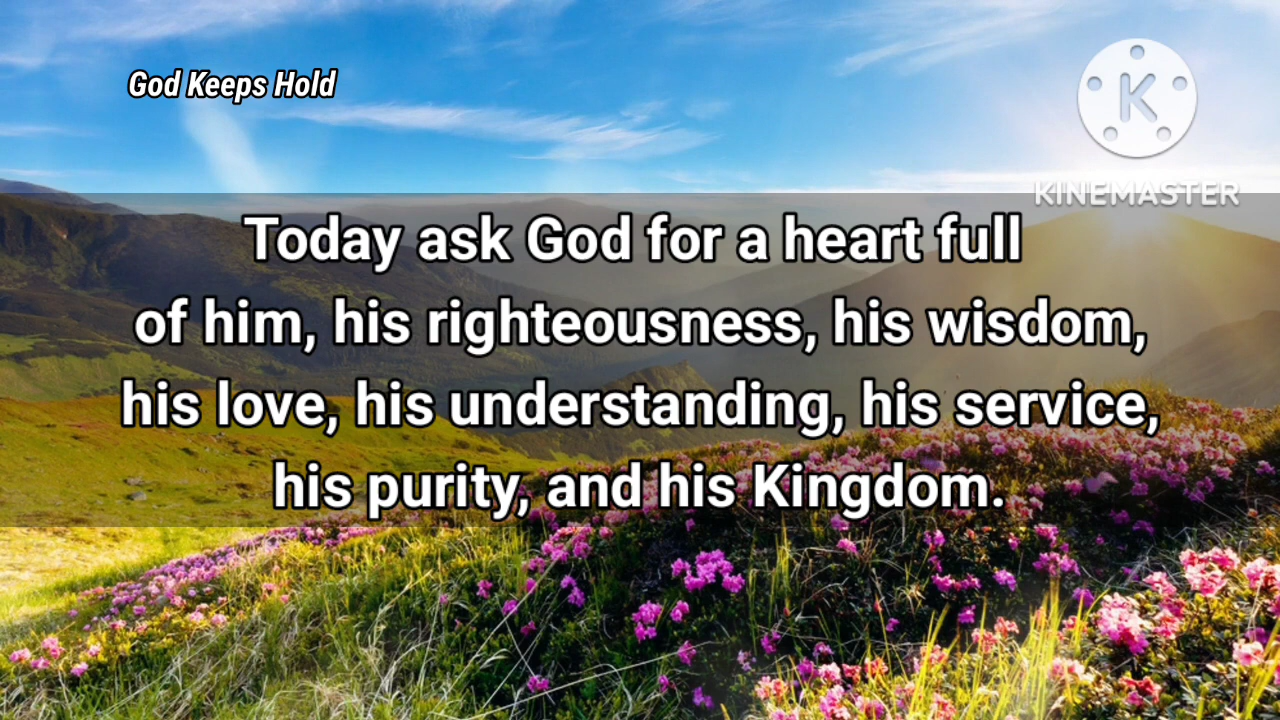 God Keeps Hold
K
KINEMASTER
Today ask God for a heart full
of him, his righteousness, his wisdom,
his love, his understanding, his service,
his purity, and his Kingdom.